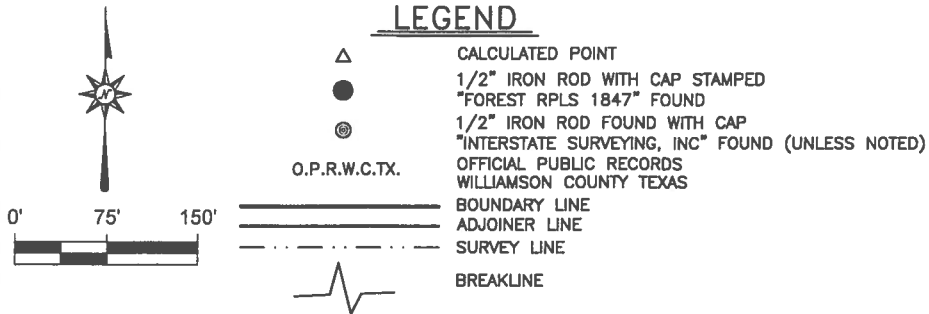 LEGEND
N
CALCULATED POINT
1/2" IRON ROD WITH CAP STAMPED
"FOREST RPLS 1847" FOUND
1/2" IRON ROD FOUND WITH CAP
"INTERSTATE SURVEYING, INC" FOUND (UNLESS NOTED)
O.P.R.W.C.TX. OFFICIAL PUBLIC RECORDS
WILLIAMSON COUNTY TEXAS
0' 75' 150'
BOUNDARY LINE
ADJOINER LINE
SURVEY LINE
BREAKLINE